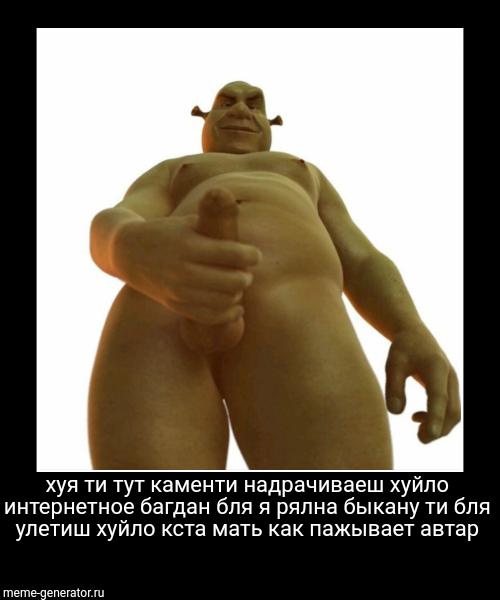 хуя ти тут каменти надрачиваеш хуйло
интернетное багдан бля я рялна быкану ти бля
улетиш хуйло кста мать как пажывает автар
meme-generator.ru